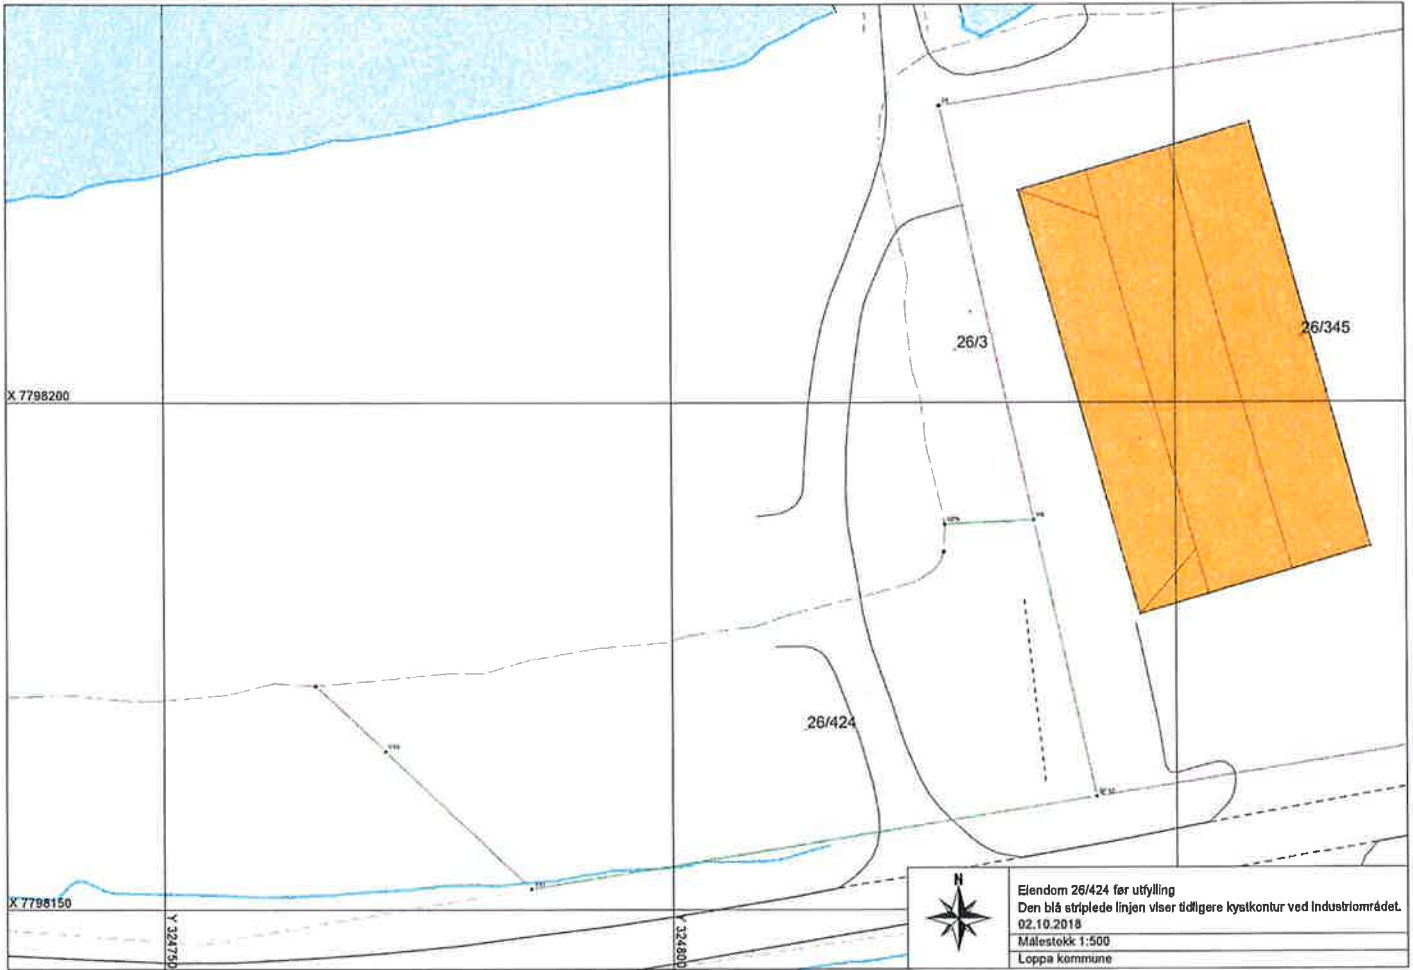 26/3
26/345
X 7798200
26/424
X 7798150
Y 324750
Y 324800
N
Eiendom 26/424 før utfylling
Den blå striplede linjen viser tidligere kystkontur ved industriområdet.
02.10.2018
Målestokk 1:500
Loppa kommune